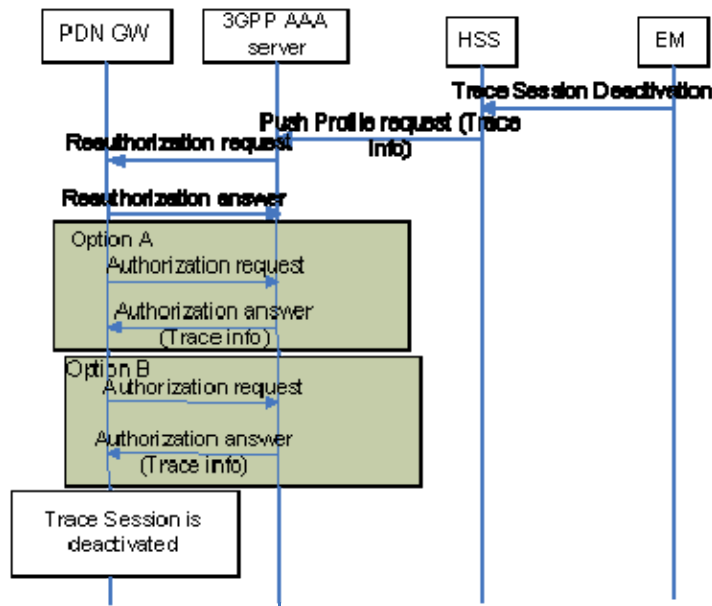 PDN GW
3GPP AAA
server
HSS
EM
Trace Session Deactivation
Push Profile request (Trace
Info)
Reauthorization request
Reauthorization answer
Option A
Authorization request
Authorization answer
(Trace info)
Option B
Authorization request
Authorization answer
(Trace info)
Trace Session is
deactivated